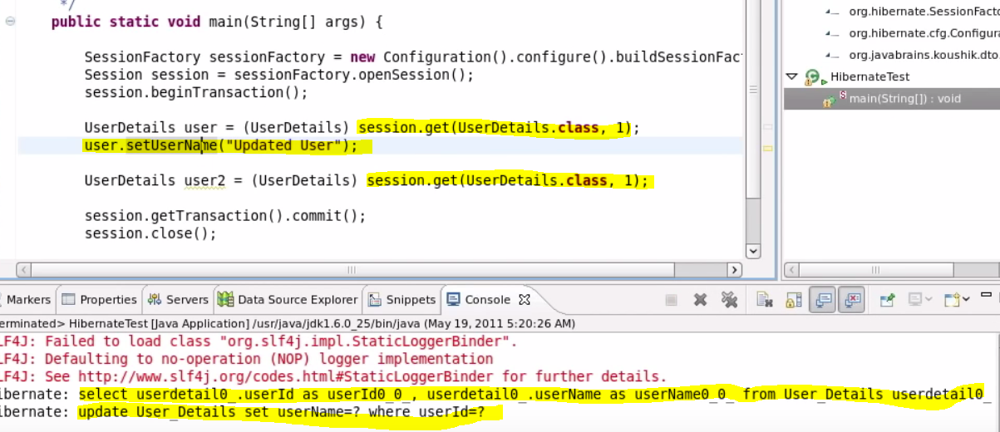 */
public static void main(String[] args) {
SessionFactory sessionFactory = new Configuration().configure().buildSessionFac
Session session = sessionFactory.openSession();
session.beginTransaction();
UserDetails user = (UserDetails) session.get(UserDetails.class, 1);
user.setUserName("Updated User");
UserDetails user2 = (UserDetails) session.get(UserDetails.class, 1);
session.getTransaction().commit();
session.close();
org.hibernate.SessionFacto
org.hibernate.cfg.Configura
org.javabrains.koushik.dto.
HibernateTest
main(String[]) : void
Markers Properties Servers Data Source Explorer Snippets Console
erminated> HibernateTest [Java Application] /usr/java/jdk1.6.0_25/bin/java (May 19, 2011 5:20:26 AM)
LF4J: Failed to load class "org.slf4j.impl.StaticLoggerBinder".
LF4J: Defaulting to no-operation (NOP) logger implementation
LF4J: See http://www.slf4j.org/codes.html#StaticLoggerBinder for further details.
ibernate: select userdetail0_.userId as userId0_0_, userdetail0_.userName as userName0_0_ from User_Details userdetail0_
ibernate: update User_Details set userName=? where userId=?